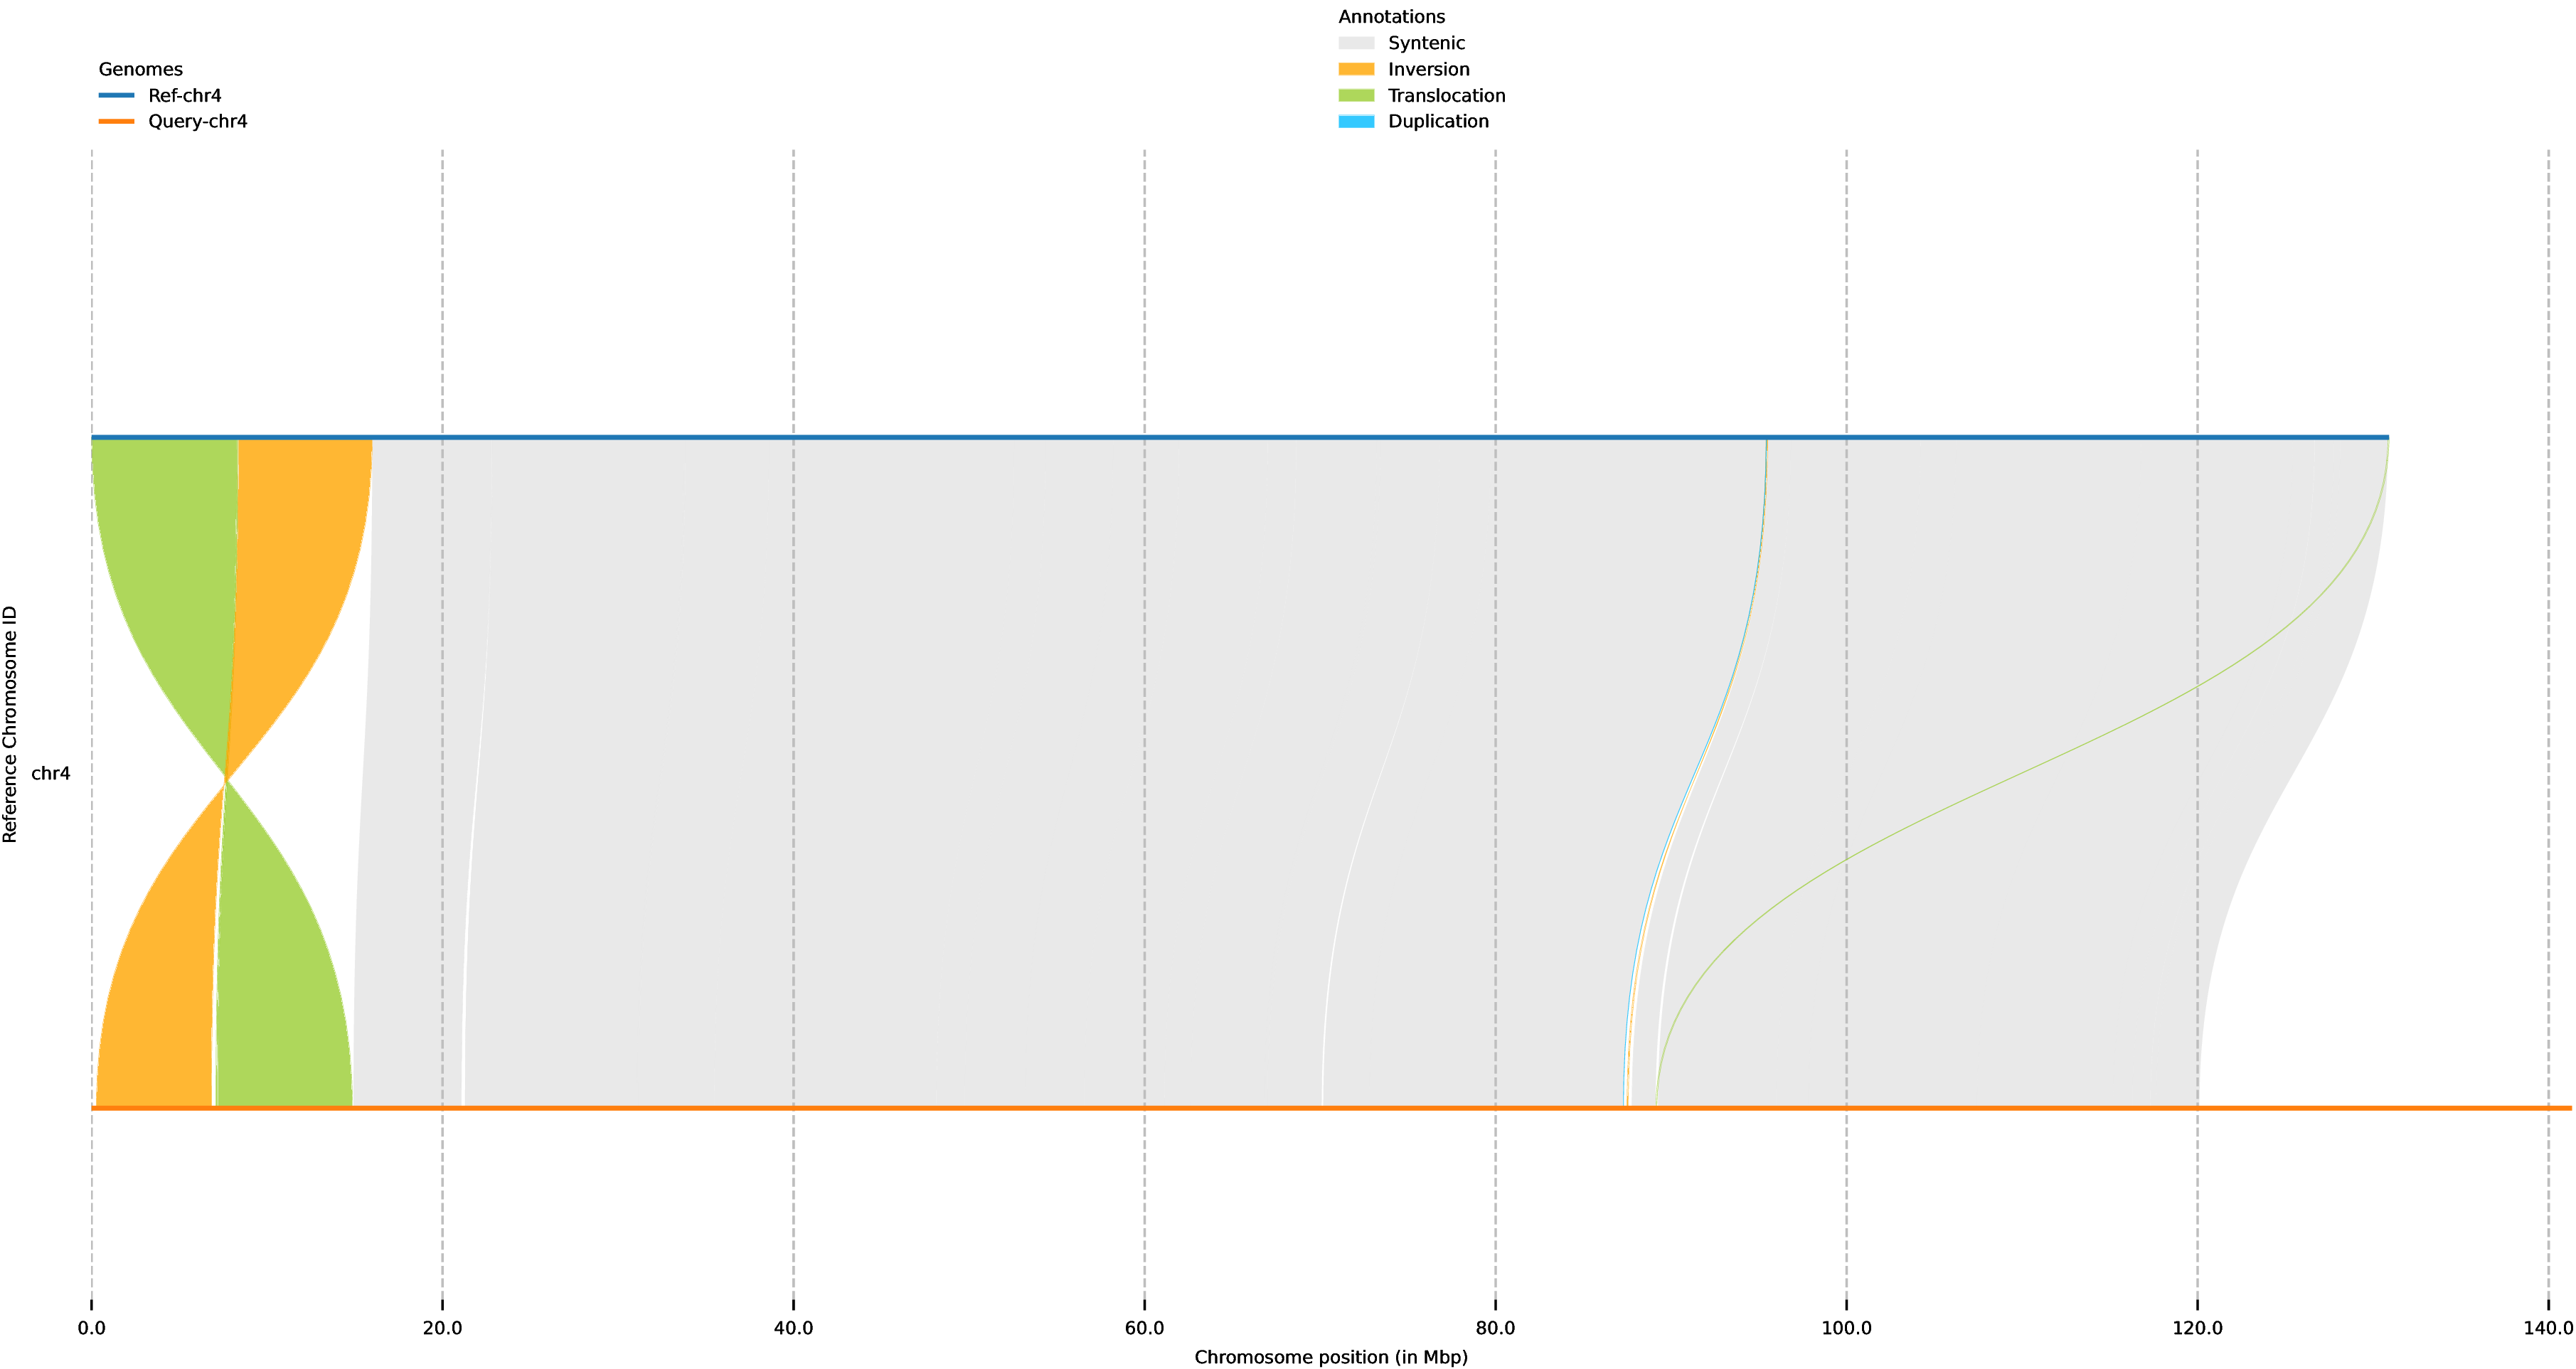 Genomes
Ref-chr4
Query-chr4
Annotations
Syntenic
Inversion
Translocation
Duplication
Reference Chromosome ID
chr4
0.0 20.0 40.0 60.0 80.0 100.0 120.0 140.0
Chromosome position (in Mbp)